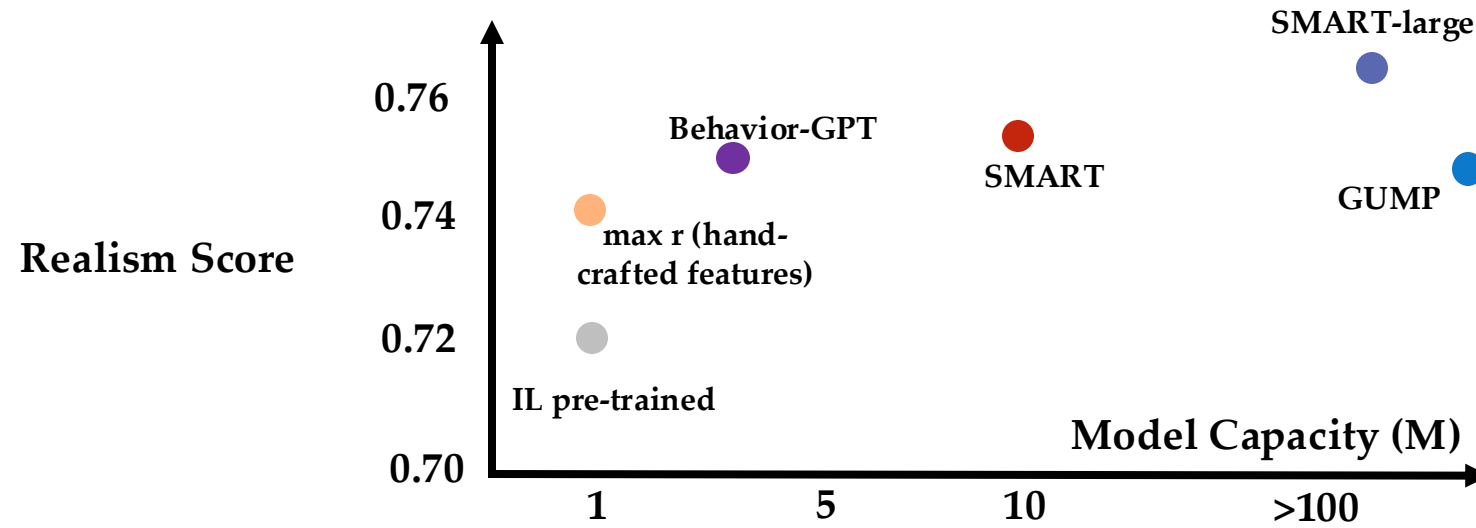 SMART-large
0.76
Behavior-GPT
SMART
GUMP
0.74
max r (hand-
crafted features)
Realism Score
0.72
IL pre-trained
Model Capacity (M)
0.70
1
5
10
>100